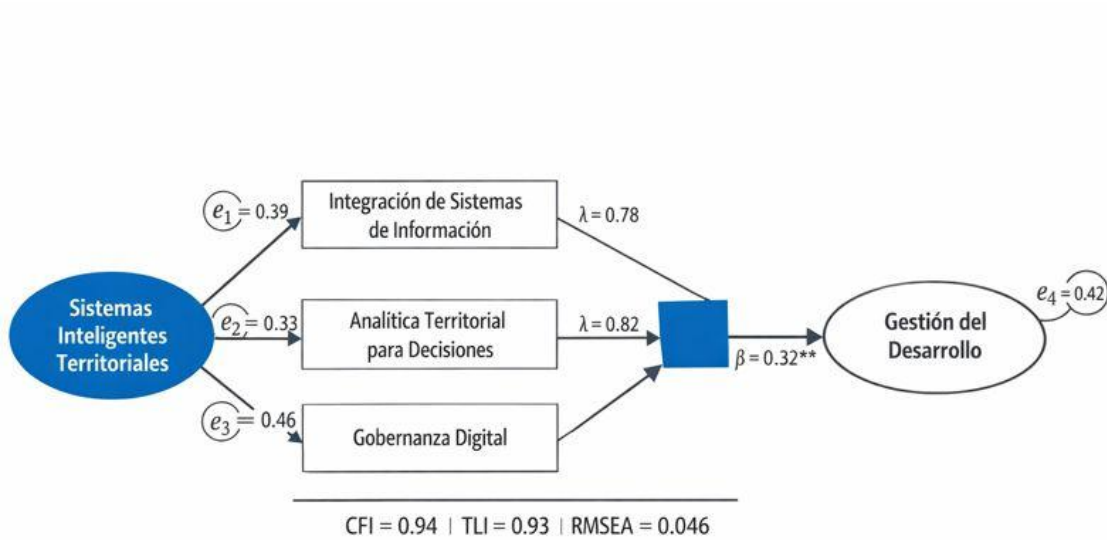 e₁ = 0.39
Integración de Sistemas
de Información
λ = 0.78
Sistemas
Inteligentes
Territoriales
e₂ = 0.33
Analítica Territorial
para Decisiones
λ = 0.82
β = 0.32**
Gestión del
Desarrollo
e₄ = 0.42
e₃ = 0.46
Gobernanza Digital
CFI = 0.94 | TLI = 0.93 | RMSEA = 0.046